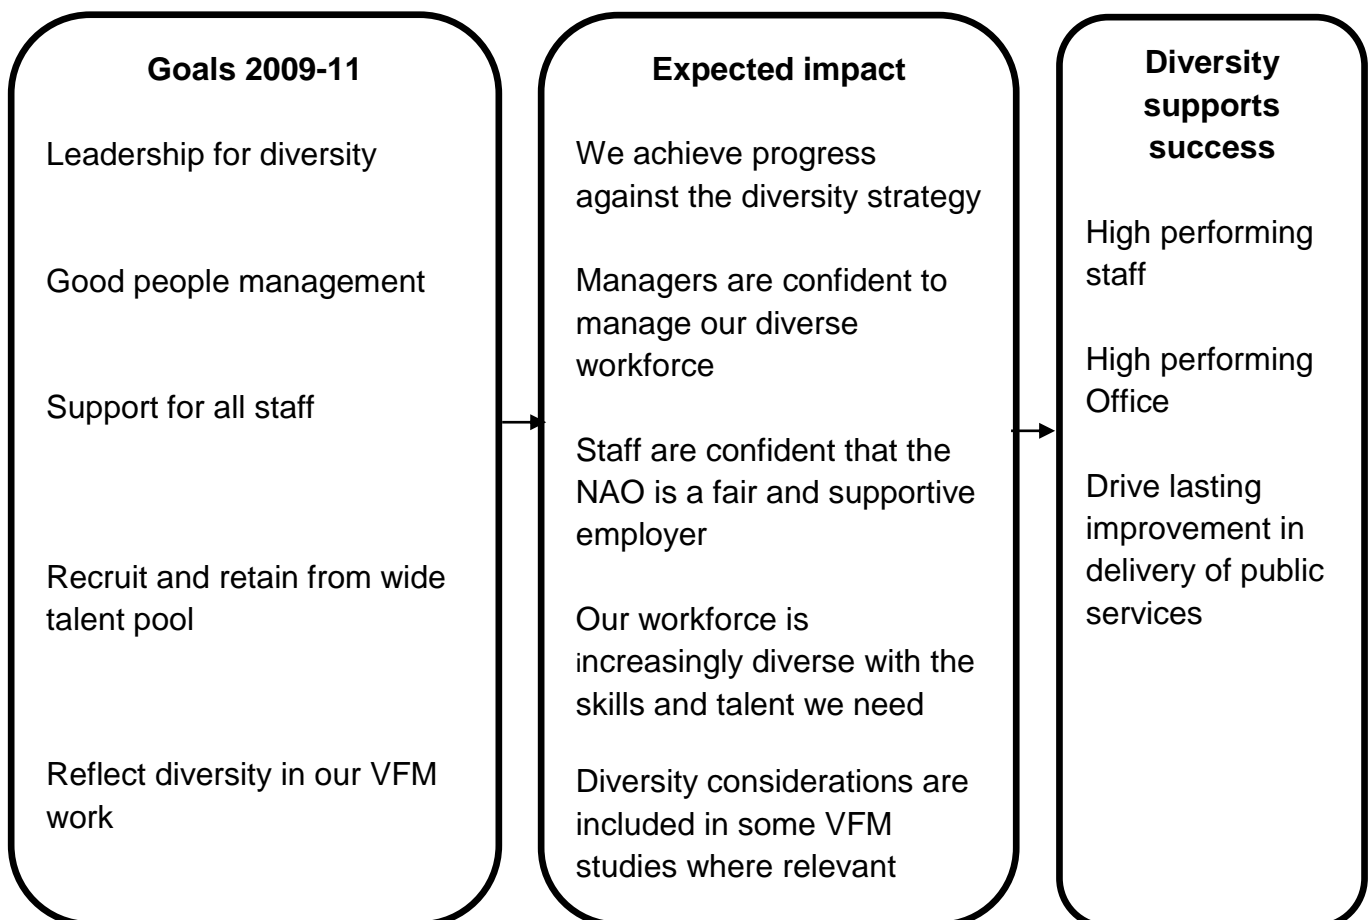 Goals 2009-11
Leadership for diversity
Good people management
Support for all staff
Recruit and retain from wide
talent pool
Reflect diversity in our VFM
work
Expected impact
We achieve progress
against the diversity strategy
Managers are confident to
manage our diverse
workforce
Staff are confident that the
NAO is a fair and supportive
employer
Our workforce is
increasingly diverse with the
skills and talent we need
Diversity considerations are
included in some VFM
studies where relevant
Diversity
supports
success
High performing
staff
High performing
Office
Drive lasting
improvement in
delivery of public
services